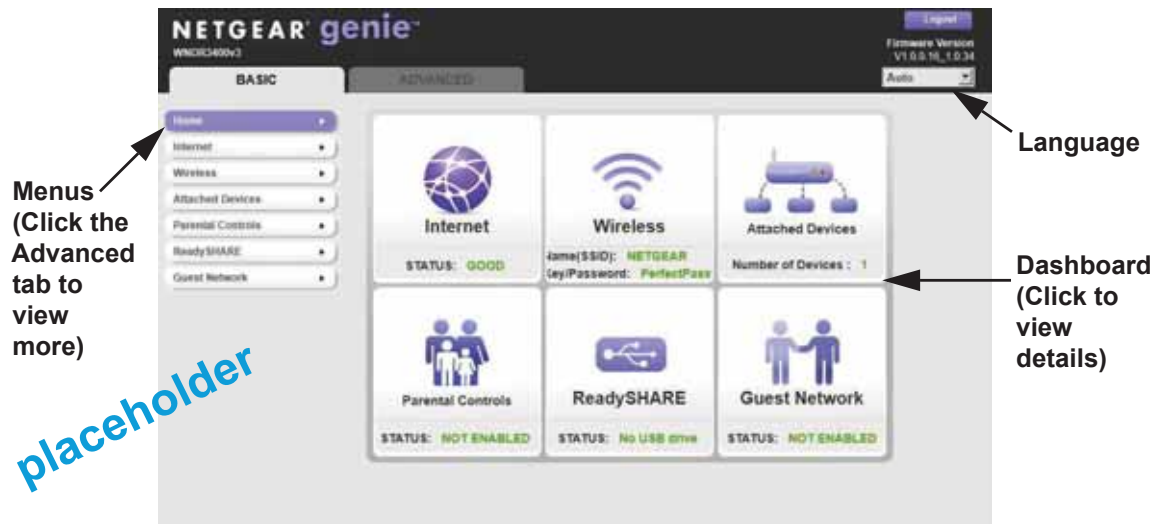 NETGEAR® genie™
WNDR3400v3
Logout
Firmware Version
V1.0.0.16_1.0.34
Auto
BASIC
ADVANCED
Home
Internet
Wireless
Attached Devices
Parental Controls
ReadySHARE
Guest Network
Menus
(Click the
Advanced
tab to
view
more)
Internet
STATUS: GOOD
Wireless
Name(SSID): NETGEAR
Key/Password: PerfectPass
Attached Devices
Number of Devices : 1
Parental Controls
STATUS: NOT ENABLED
ReadySHARE
STATUS: No USB drive
Guest Network
STATUS: NOT ENABLED
Language
Dashboard
(Click to
view
details)
placeholder